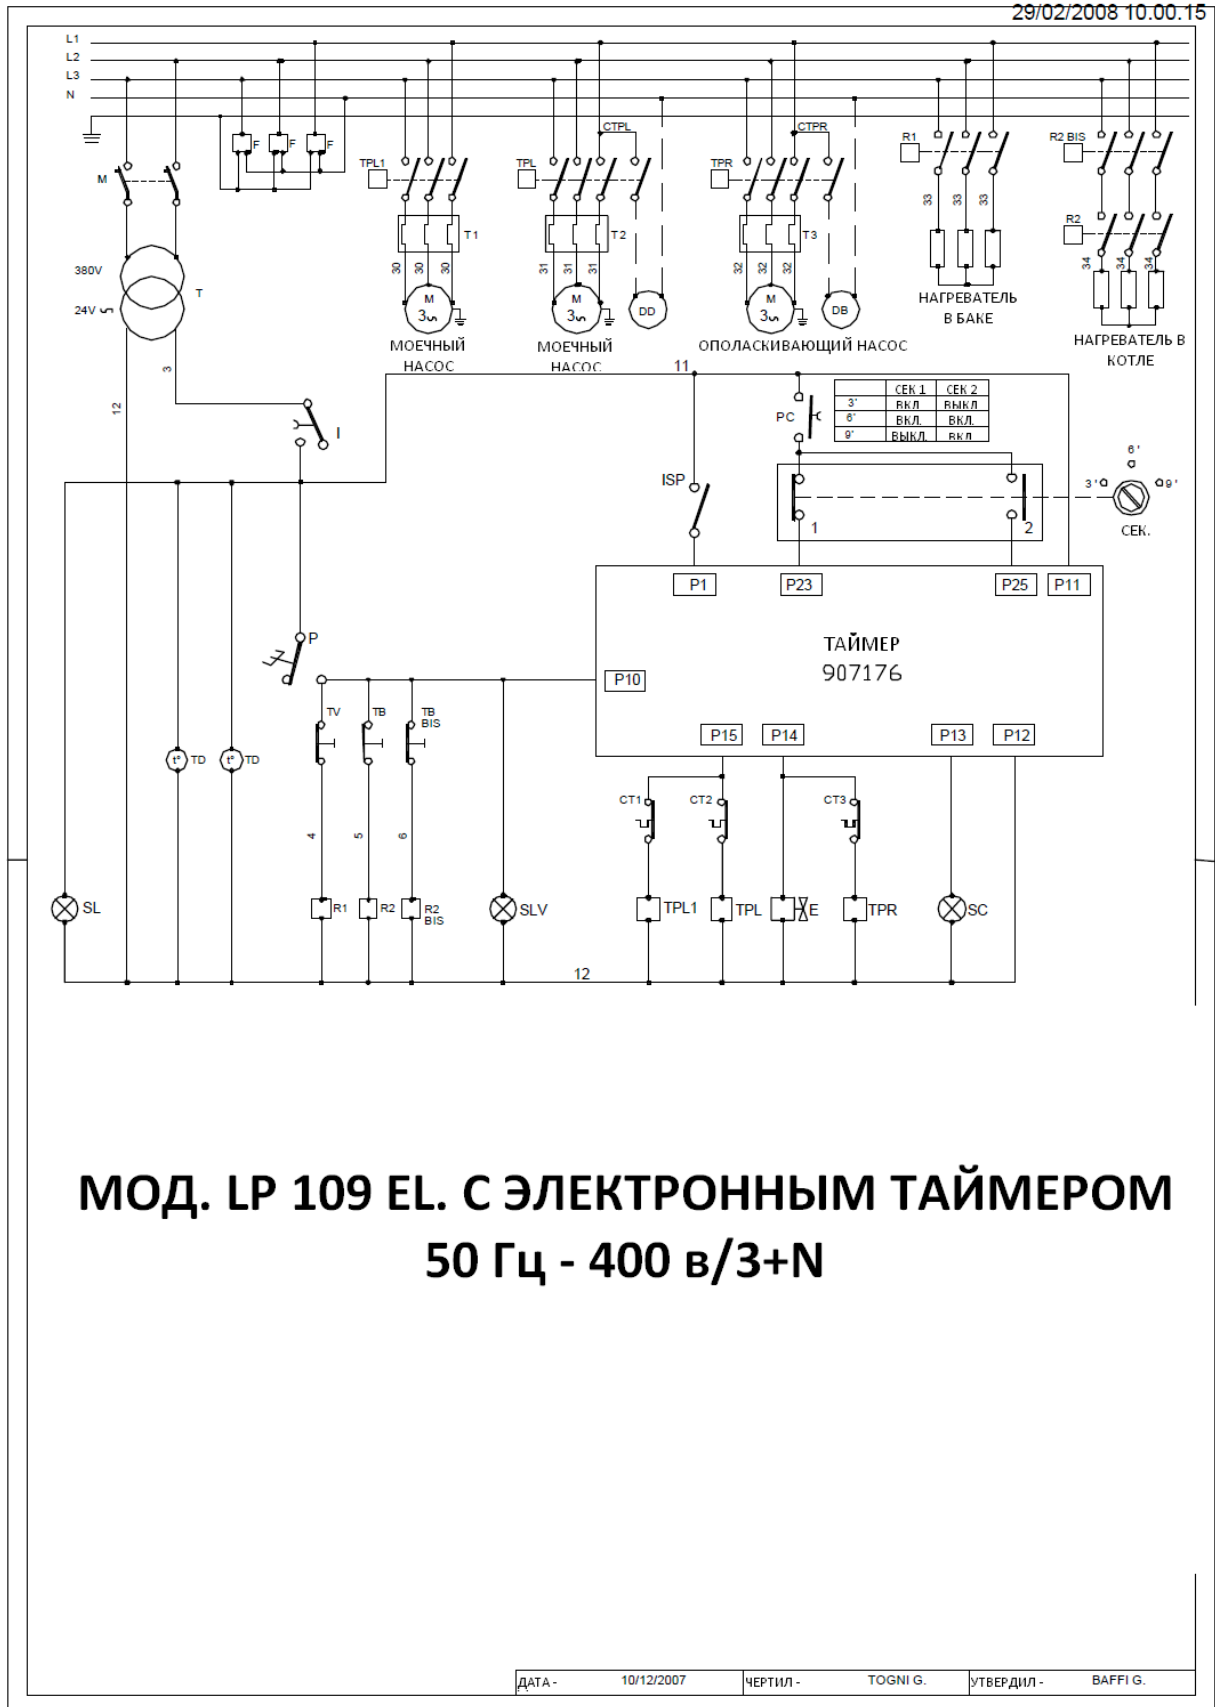 29/02/2008 10.00.15
L1
L2
L3
N
F F F
M
TPL1
TPL
CTPL
TPR
CTPR
R1
R2 BIS
R2
33 33 33
34 34 34
T1
T2
T3
30 30 30
31 31 31
32 32 32
380V
24V
T
M
3
M
3
M
3
DD
DB
МОЕЧНЫЙ
НАСОС
МОЕЧНЫЙ
НАСОС
ОПОЛАСКИВАЮЩИЙ НАСОС
НАГРЕВАТЕЛЬ
В БАКЕ
НАГРЕВАТЕЛЬ В
КОТЛЕ
3
12
11
I
PC
СЕК 1 СЕК 2
3' ВКЛ ВЫКЛ
6' ВКЛ. ВКЛ.
9' ВЫКЛ. ВКЛ
ISP
1
2
6'
3' 9'
СЕК.
P1 P23 P25 P11
ТАЙМЕР
907176
P
P10
P15 P14 P13 P12
TV TB TB
BIS
t° TD t° TD
CT1 CT2 CT3
4 5 6
SL
R1 R2 R2
BIS
SLV
TPL1 TPL E TPR SC
12
МОД. LP 109 EL. С ЭЛЕКТРОННЫМ ТАЙМЕРОМ
50 Гц - 400 в/3+N
ДАТА - 10/12/2007 ЧЕРТИЛ - TOGNI G. УТВЕРДИЛ - BAFFI G.